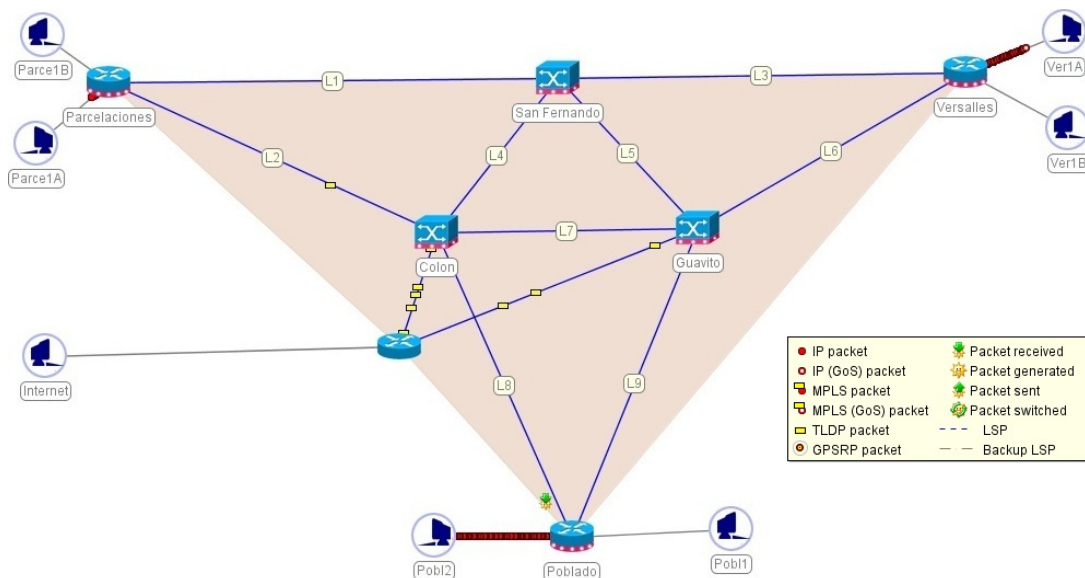 Parce1B
Ver1A
L1
L3
Parcelaciones
San Fernando
Versalles
Ver1B
Parce1A
L2
L4
L5
L6
L7
Colon
Guavito
Internet
L8
L9
IP packet
Packet received
IP (GoS) packet
Packet generated
MPLS packet
Packet sent
MPLS (GoS) packet
Packet switched
TLDP packet
LSP
GPSRP packet
Backup LSP
Pobl2
Poblado
Pobl1